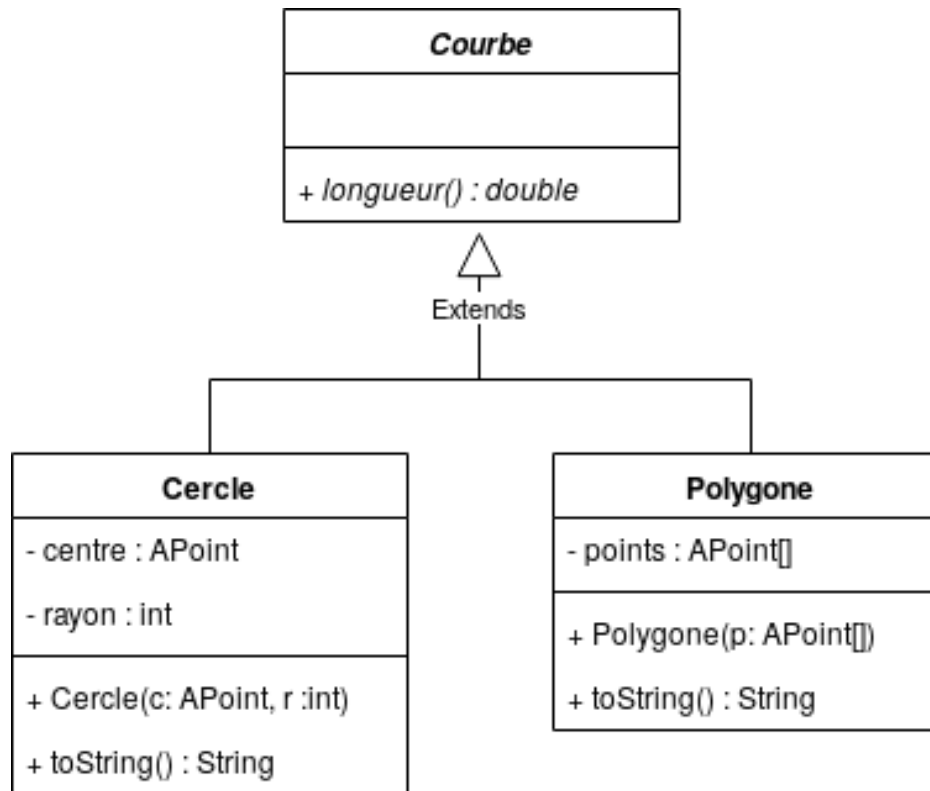 Courbe
+ longueur() : double
Extends
Cercle
- centre : APoint
- rayon : int
+ Cercle(c: APoint, r :int)
+ toString() : String
Polygone
- points : APoint[]
+ Polygone(p: APoint[])
+ toString() : String